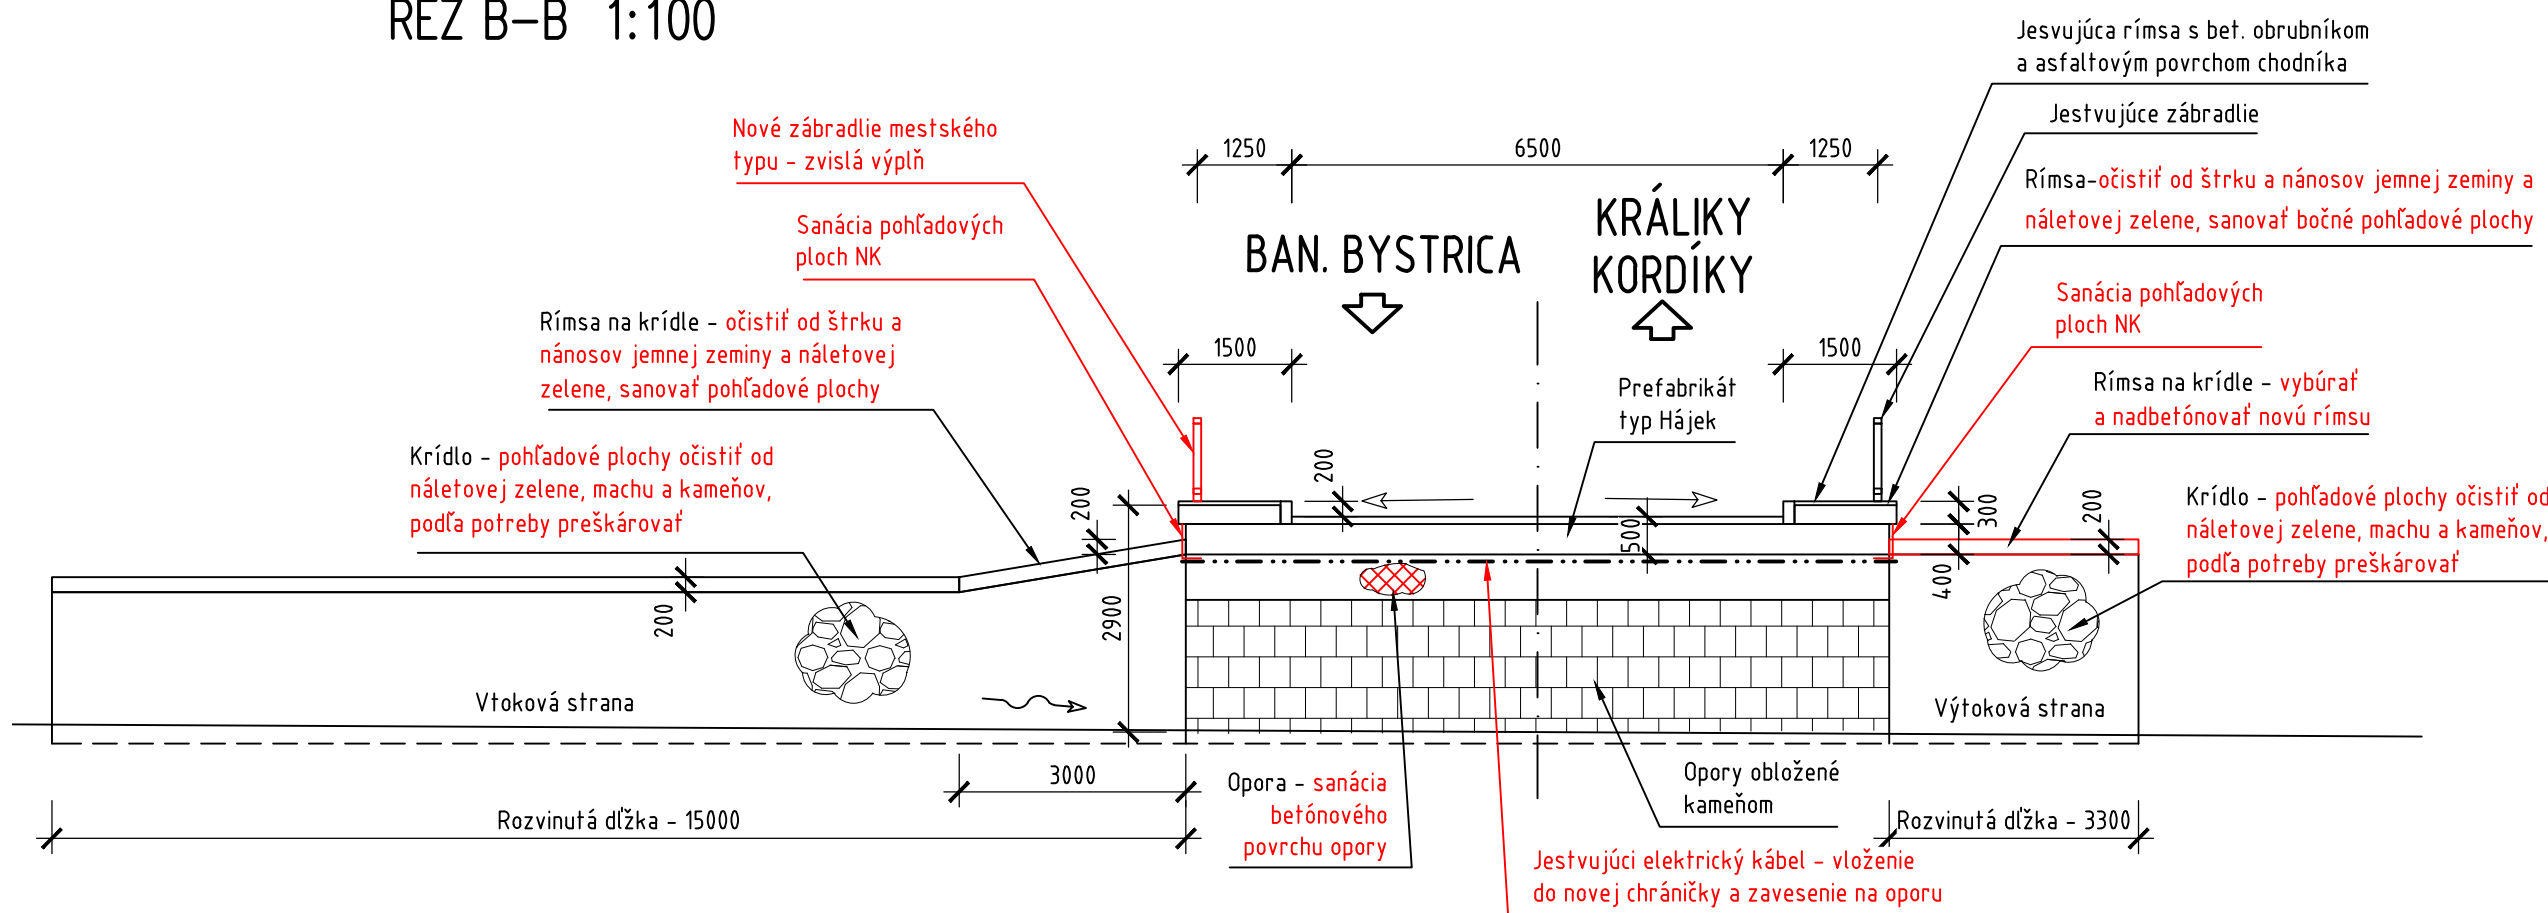 REZ B-B 1:100
Jesvujúca rímsa s bet. obrubníkom
a asfaltovým povrchom chodníka
Jestvujúce zábradlie
Nové zábradlie mestského
typu - zvislá výplň
1250
6500
1250
Rímsa-očistiť od štrku a nánosov jemnej zeminy a
náletovej zelene, sanovať bočné pohľadové plochy
KRÁLIKY
KORDÍKY
BAN. BYSTRICA
Sanácia pohľadových
ploch NK
Sanácia pohľadových
ploch NK
Rímsa na krídle - očistiť od štrku a
nánosov jemnej zeminy a náletovej
zelene, sanovať pohľadové plochy
1500
1500
Prefabrikát
typ Hájek
Rímsa na krídle - vybúrať
a nadbetónovať novú rímsu
Krídlo - pohľadové plochy očistiť od
náletovej zelene, machu a kameňov,
podľa potreby preškárovať
200
200
500
300
200
400
Krídlo - pohľadové plochy očistiť od
náletovej zelene, machu a kameňov,
podľa potreby preškárovať
200
2900
Vtoková strana
Výtoková strana
3000
Rozvinutá dĺžka - 15000
Opora - sanácia
betónového
povrchu opory
Opory obložené
kameňom
Rozvinutá dĺžka - 3300
Jestvujúci elektrický kábel - vloženie
do novej chráničky a zavesenie na oporu